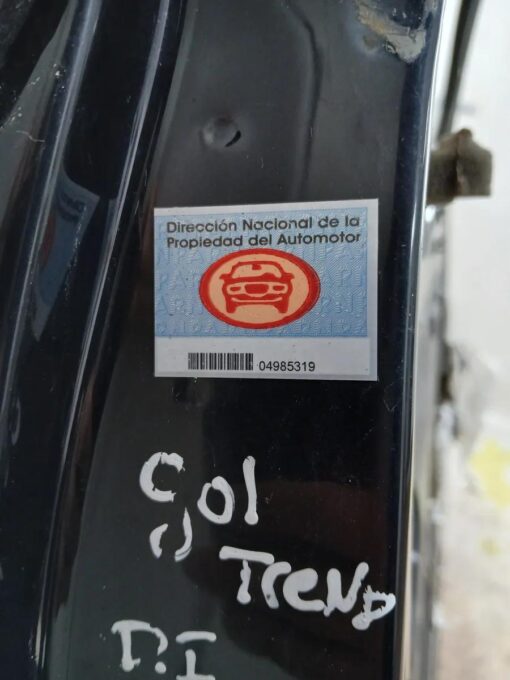 Dirección Nacional de la
Propiedad del Automotor
04985319
Gol
Trend
D.I